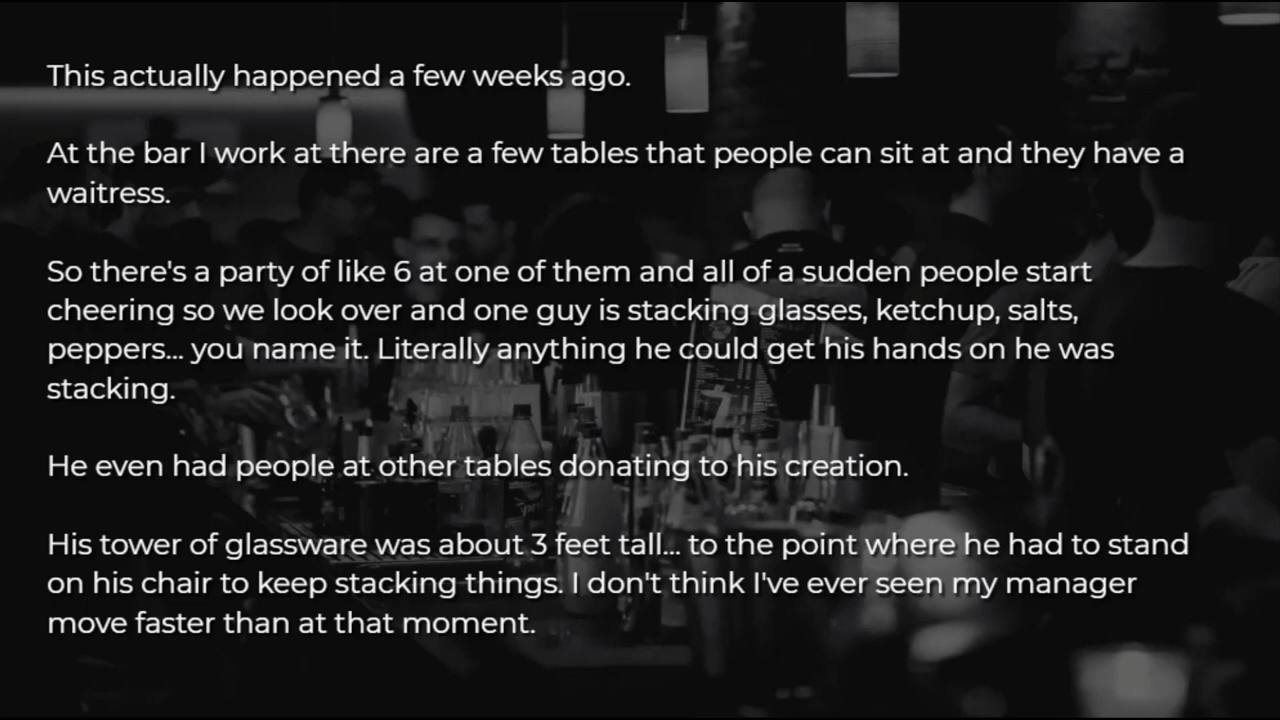 This actually happened a few weeks ago.
At the bar I work at there are a few tables that people can sit at and they have a
waitress.
So there's a party of like 6 at one of them and all of a sudden people start
cheering so we look over and one guy is stacking glasses, ketchup, salts,
peppers... you name it. Literally anything he could get his hands on he was
stacking.
He even had people at other tables donating to his creation.
His tower of glassware was about 3 feet tall... to the point where he had to stand
on his chair to keep stacking things. I don't think I've ever seen my manager
move faster than at that moment.